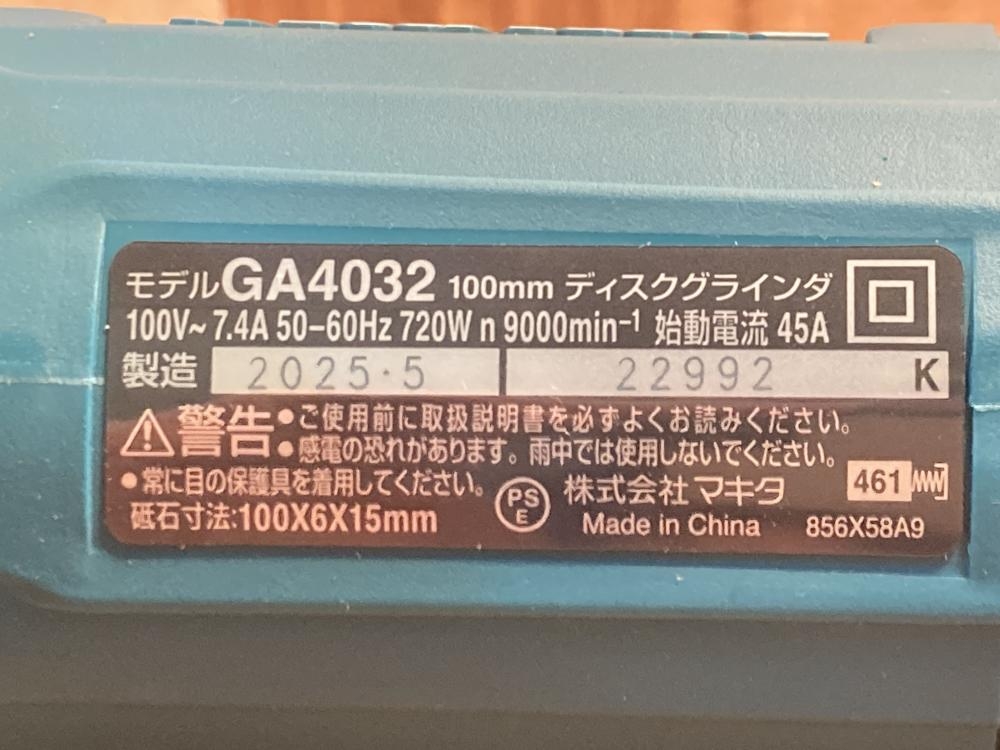 モデルGA4032 100mm ディスクグラインダ
100V~ 7.4A 50-60Hz 720W n 9000min⁻¹ 始動電流 45A
製造 2025・5 22992 K
警告 ●ご使用前に取扱説明書を必ずよくお読みください。
●感電の恐れがあります。雨中では使用しないでください。
●常に目の保護具を着用してください。
砥石寸法:100X6X15mm
PSE 株式会社 マキタ 461
Made in China 856X58A9